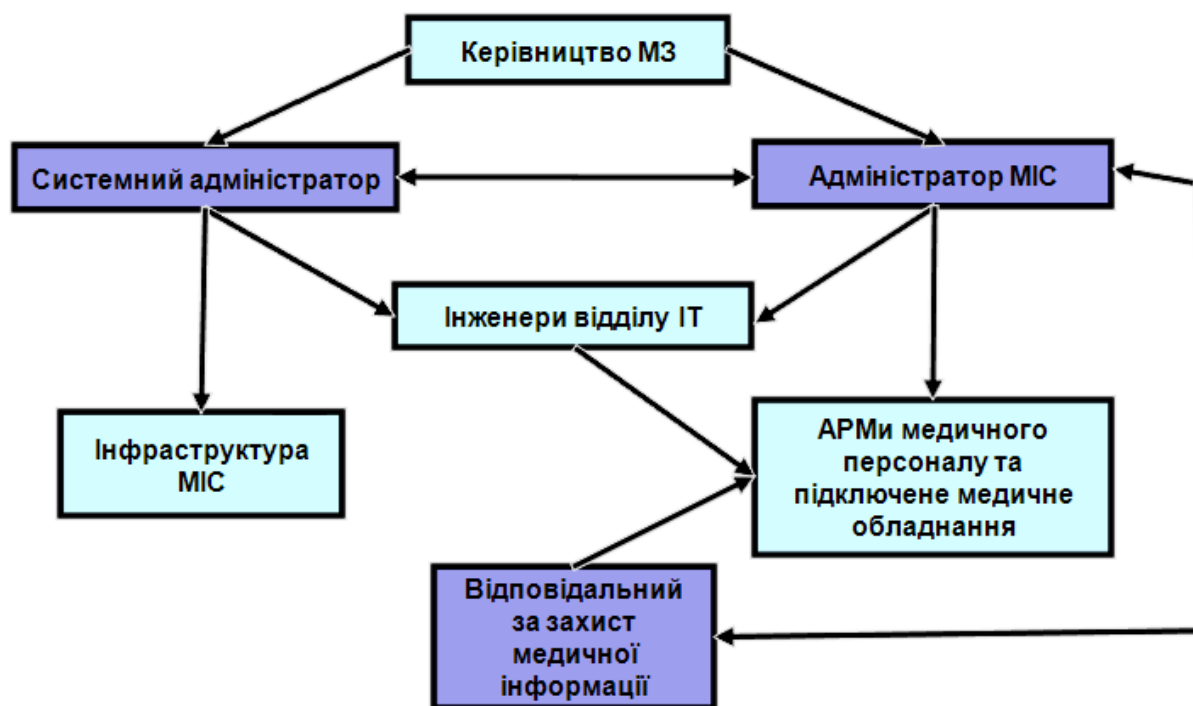 Керівництво МЗ
Системний адміністратор
Адміністратор МІС
Інженери відділу ІТ
Інфраструктура
МІС
АРМи медичного
персоналу та
підключене медичне
обладнання
Відповідальний
за захист
медичної
інформації